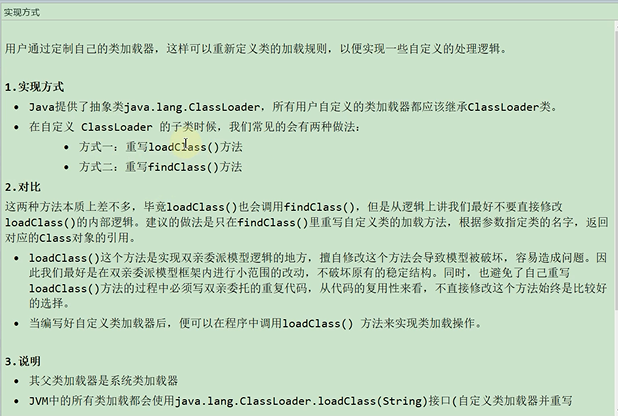 实现方式
用户通过定制自己的类加载器，这样可以重新定义类的加载规则，以便实现一些自定义的处理逻辑。
1.实现方式
• Java提供了抽象类java.lang.ClassLoader，所有用户自定义的类加载器都应该继承ClassLoader类。
• 在自定义 ClassLoader 的子类时候，我们常见的会有两种做法：
• 方式一：重写loadClass()方法
• 方式二：重写findClass()方法
2.对比
这两种方法本质上差不多，毕竟loadClass()也会调用findClass()，但是从逻辑上讲我们最好不要直接修改
loadClass()的内部逻辑。建议的做法是只在findClass()里重写自定义类的加载方法，根据参数指定类的名字，返回
对应的Class对象的引用。
• loadClass()这个方法是实现双亲委派模型逻辑的地方，擅自修改这个方法会导致模型被破坏，容易造成问题。因
此我们最好是在双亲委派模型框架内进行小范围的改动，不破坏原有的稳定结构。同时，也避免了自己重写
loadClass()方法的过程中必须写双亲委托的重复代码，从代码的复用性来看，不直接修改这个方法始终是比较好
的选择。
• 当编写好自定义类加载器后，便可以在程序中调用loadClass() 方法来实现类加载操作。
3.说明
• 其父类加载器是系统类加载器
• JVM中的所有类加载都会使用java.lang.ClassLoader.loadClass(String)接口(自定义类加载器并重写